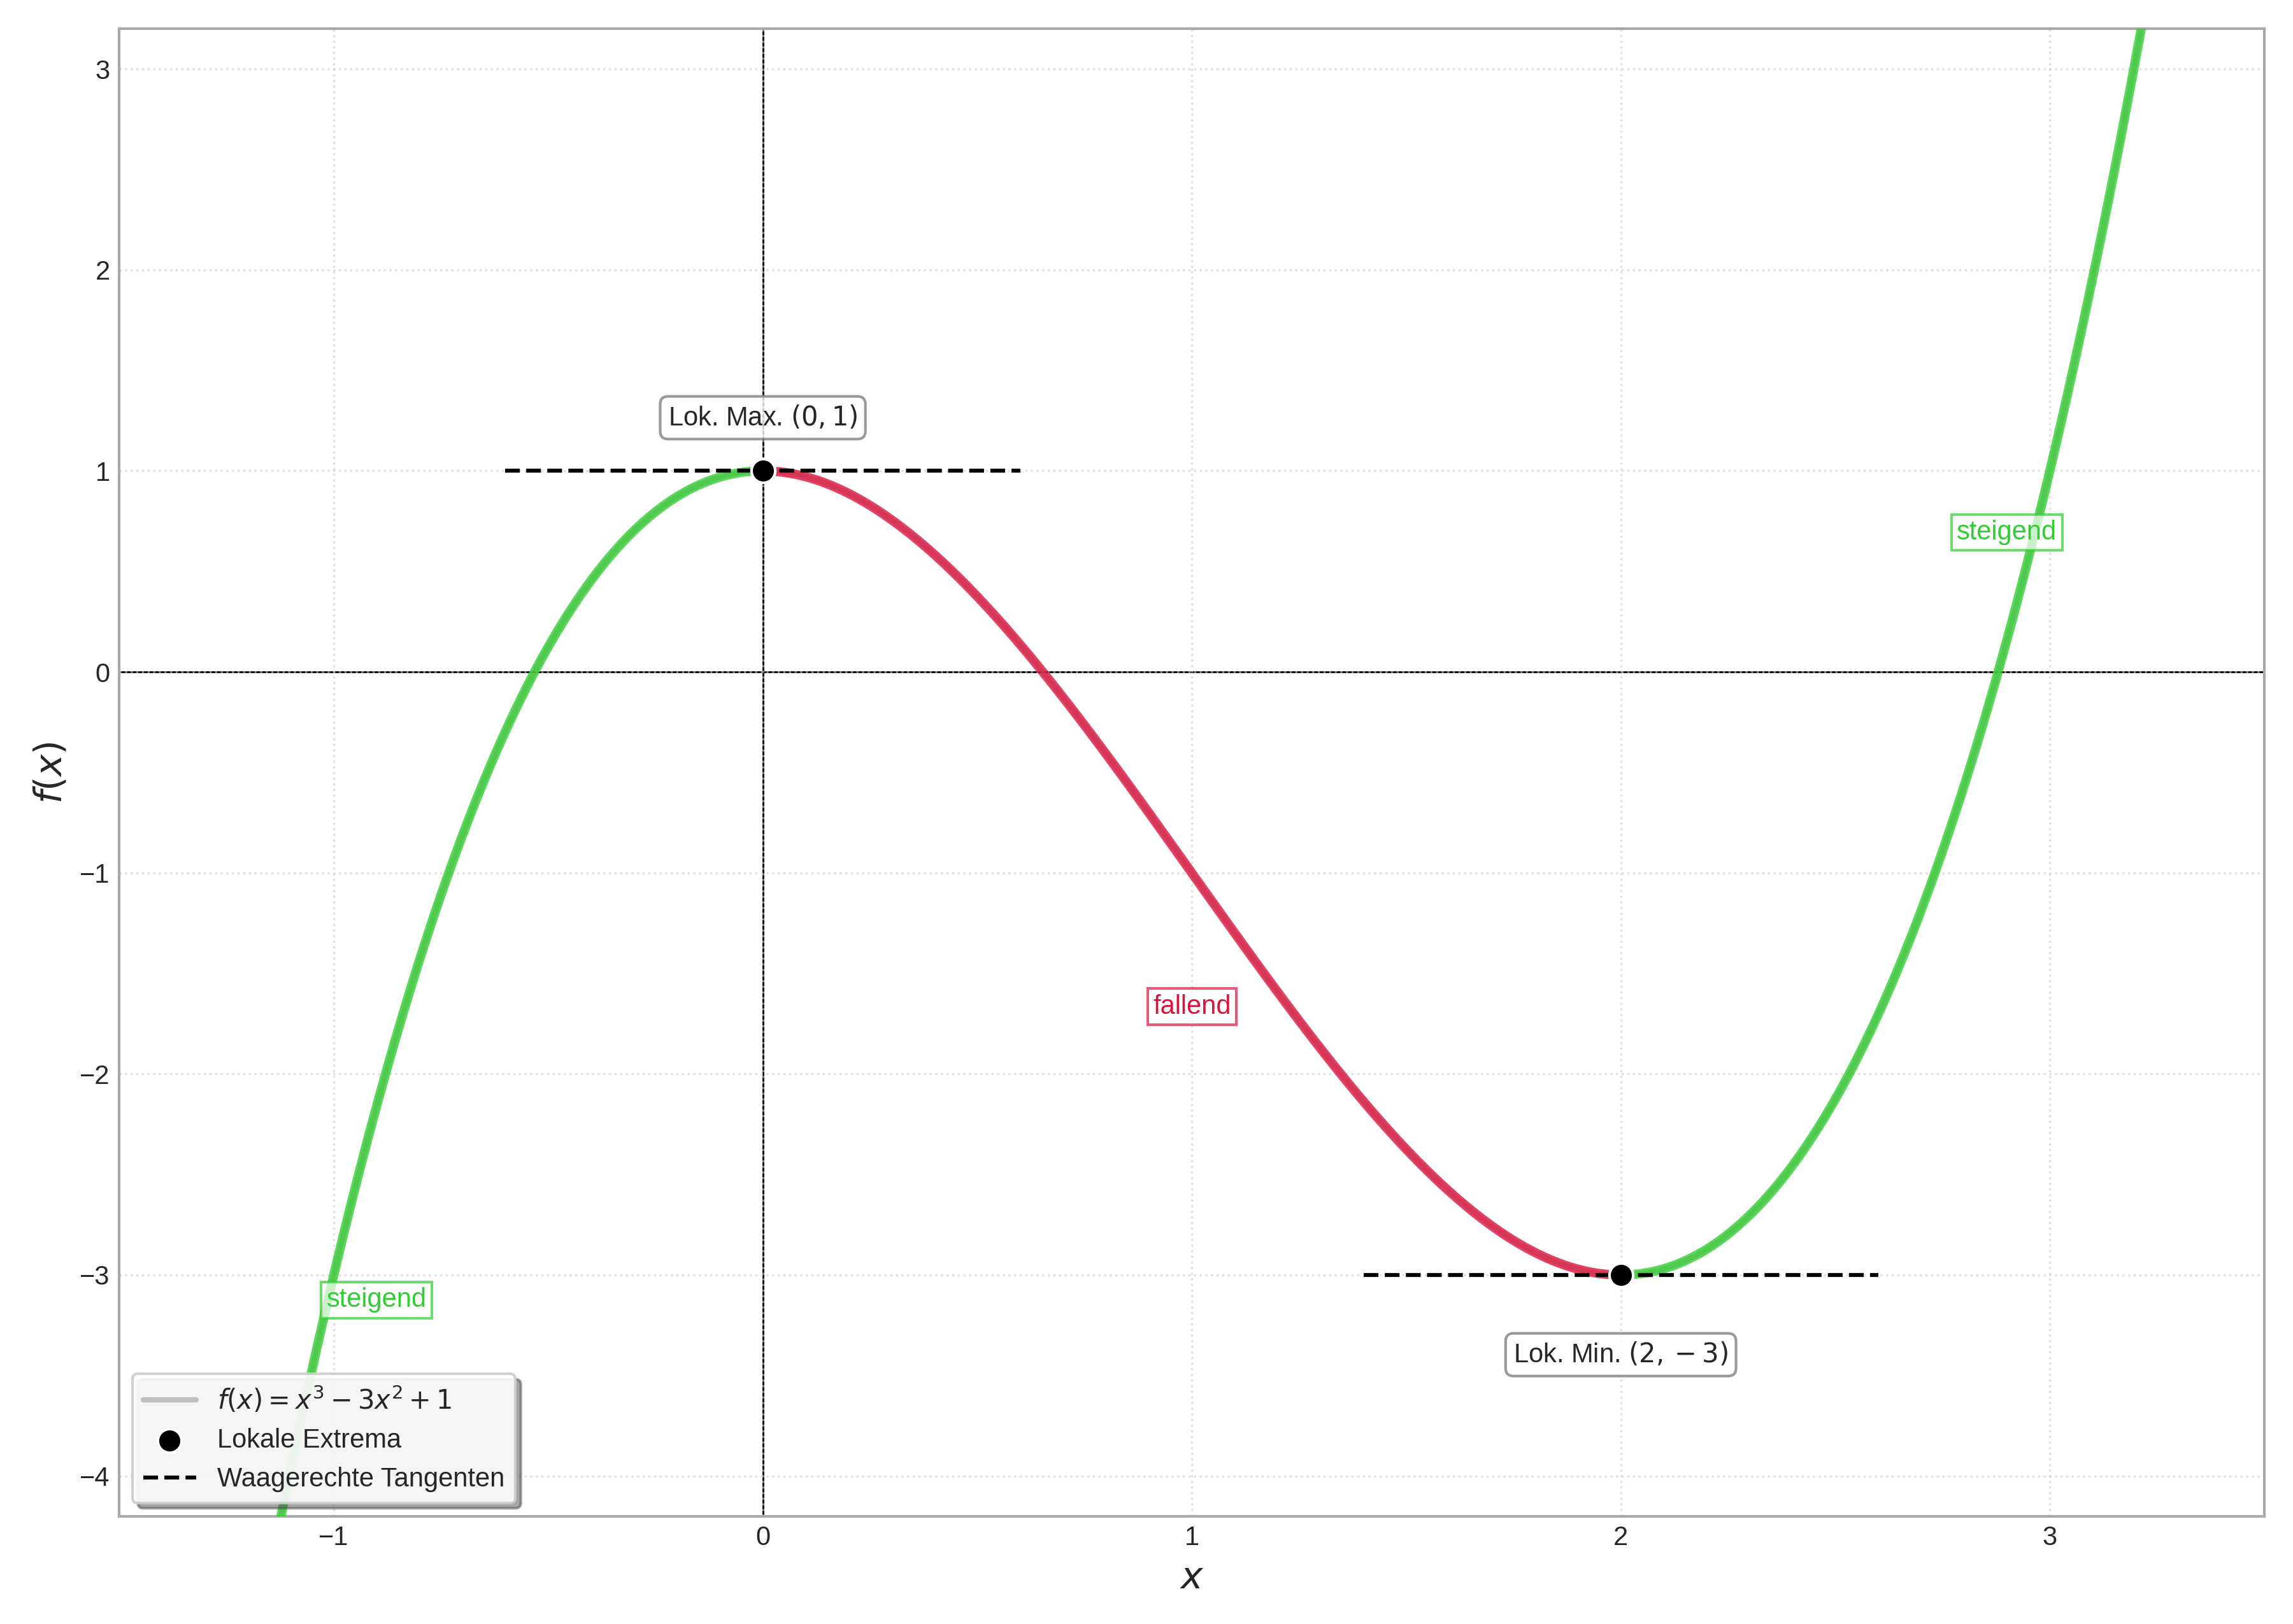 3
2
Lok. Max. (0, 1)
1
steigend
0
f(x)
−1
fallend
−2
−3
steigend
Lok. Min. (2, −3)
f(x) = x³ − 3x² + 1
Lokale Extrema
Waagerechte Tangenten
−4
−1 0 1 2 3
x